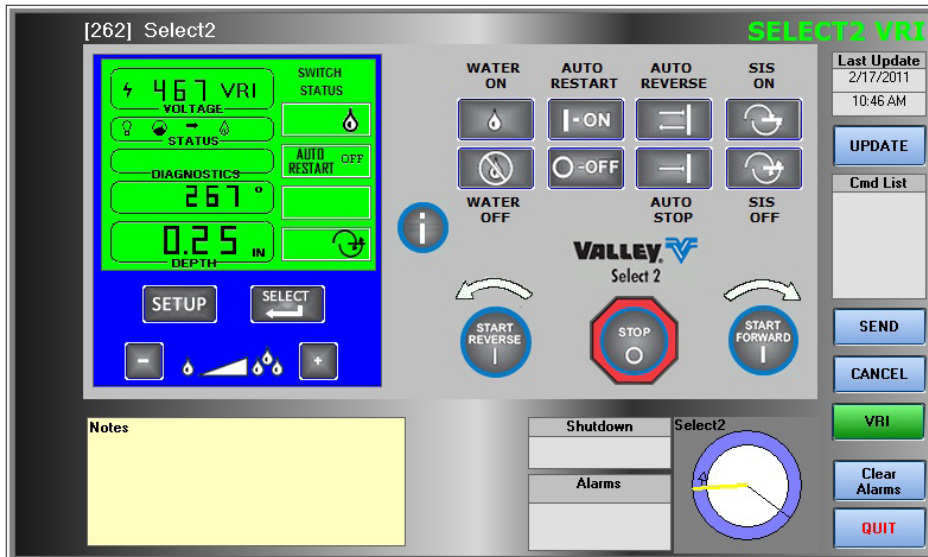 [262] Select2
SELECT2 VRI
467 VRI
VOLTAGE
STATUS
DIAGNOSTICS
267 °
0.25 IN
DEPTH
SWITCH
STATUS
AUTO
RESTART OFF
SETUP
SELECT
-
+
WATER
ON
AUTO
RESTART
AUTO
REVERSE
SIS
ON
I-ON
O-OFF
WATER
OFF
AUTO
STOP
SIS
OFF
i
VALLEY
Select 2
START
REVERSE
I
STOP
O
START
FORWARD
I
Last Update
2/17/2011
10:46 AM
UPDATE
Cmd List
SEND
CANCEL
VRI
Clear
Alarms
QUIT
Notes
Shutdown
Alarms
Select2